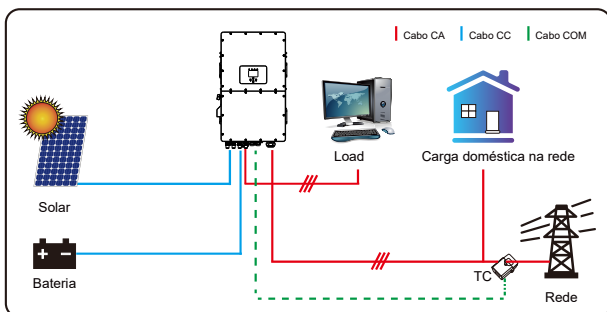 Cabo CA
Cabo CC
Cabo COM
Load
Carga doméstica na rede
Solar
TC
Bateria
Rede